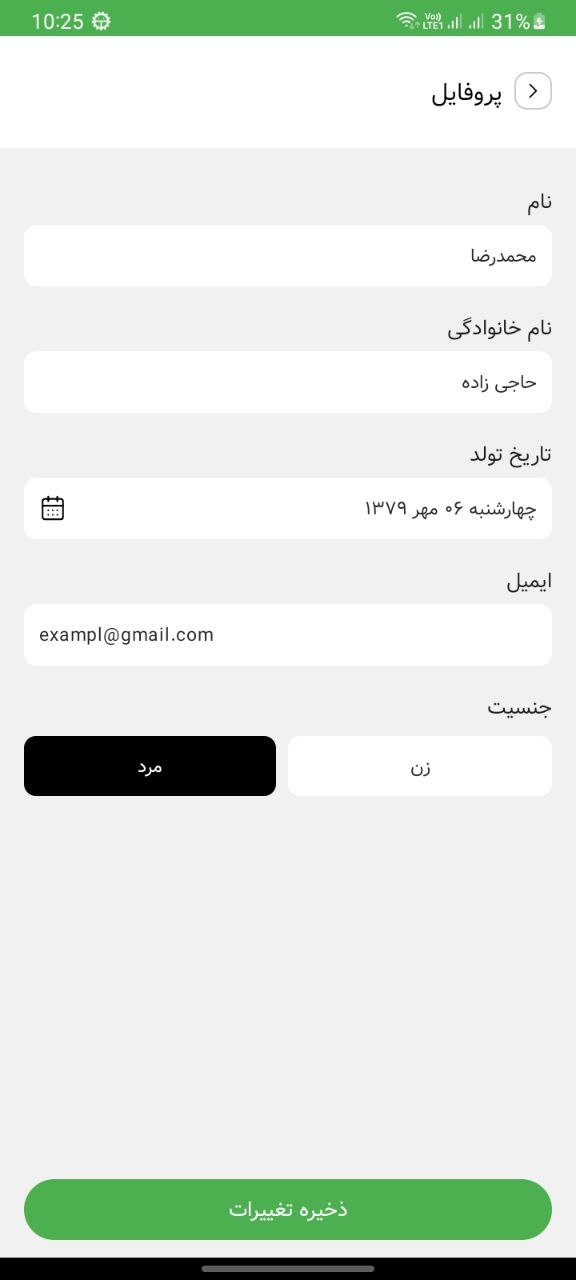 10:25
Vo))
LTE1
31%
پروفایل
نام
محمدرضا
نام خانوادگی
حاجی زاده
تاریخ تولد
چهارشنبه ۰۶ مهر ۱۳۷۹
ایمیل
exampl@gmail.com
جنسیت
زن
مرد
ذخیره تغییرات